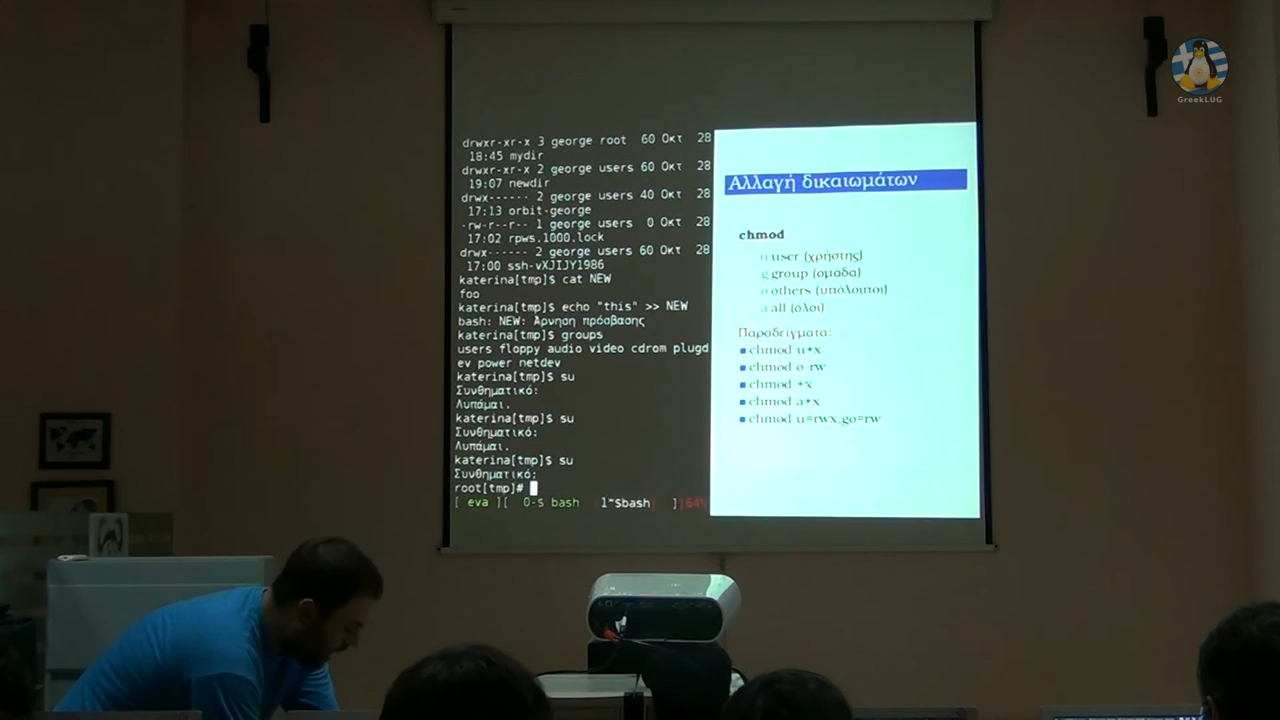 drwxr-xr-x 3 george root 60 Οκτ 28
18:45 mydir
drwxr-xr-x 2 george users 60 Οκτ 28
19:07 newdir
drwx------ 2 george users 40 Οκτ 28
17:13 orbit-george
-rw-r--r-- 1 george users 0 Οκτ 28
17:02 rpws.1000.lock
drwx------ 2 george users 60 Οκτ 28
17:00 ssh-vXJIJY1986
katerina[tmp]$ cat NEW
foo
katerina[tmp]$ echo "this" >> NEW
bash: NEW: Άρνηση πρόσβασης
katerina[tmp]$ groups
users floppy audio video cdrom plugd
ev power netdev
katerina[tmp]$ su
Συνθηματικό:
Λυπάμαι.
katerina[tmp]$ su
Συνθηματικό:
Λυπάμαι.
katerina[tmp]$ su
Συνθηματικό:
root[tmp]#
[ eva ][ 0-$ bash (1*$bash) ][64%
Αλλαγή δικαιωμάτων
chmod
u user (χρήστης)
g group (ομάδα)
o others (υπόλοιποι)
a all (όλοι)
Παραδείγματα:
chmod u+x
chmod o-rw
chmod +x
chmod a+x
chmod u=rwx,go=rw
GreekLUG